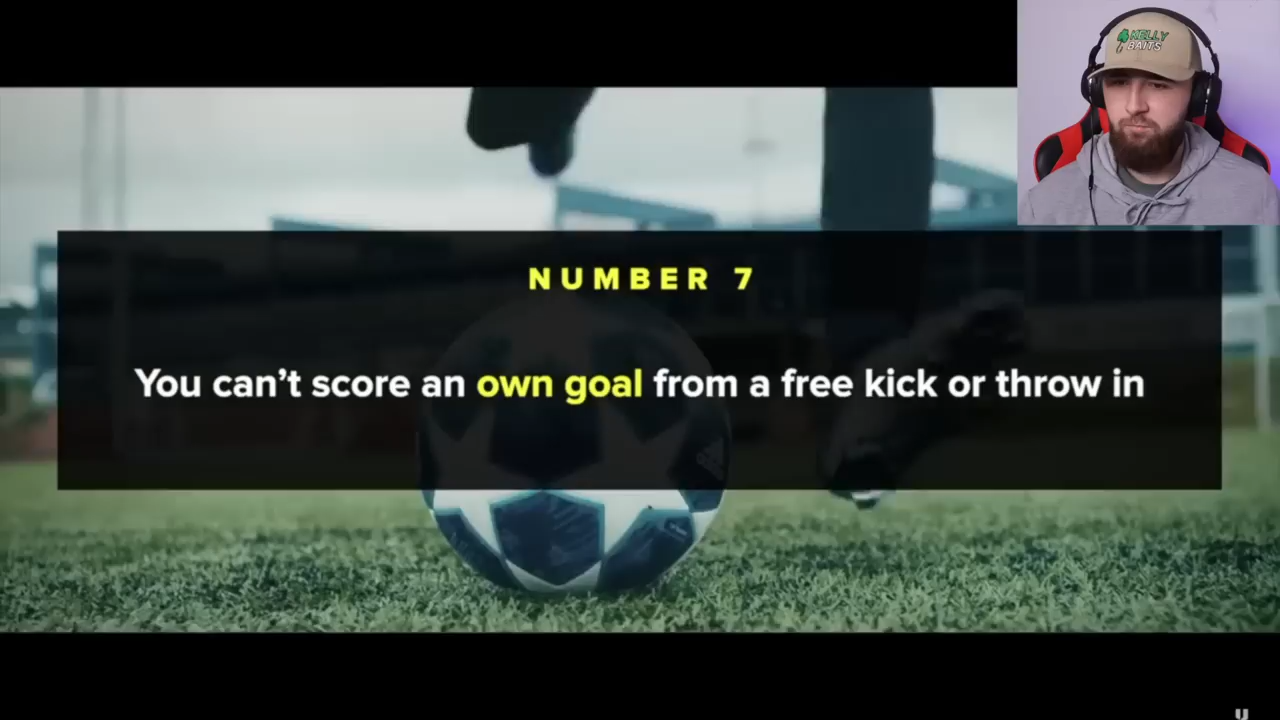 KELLY
BAITS
NUMBER 7
You can't score an own goal from a free kick or throw in